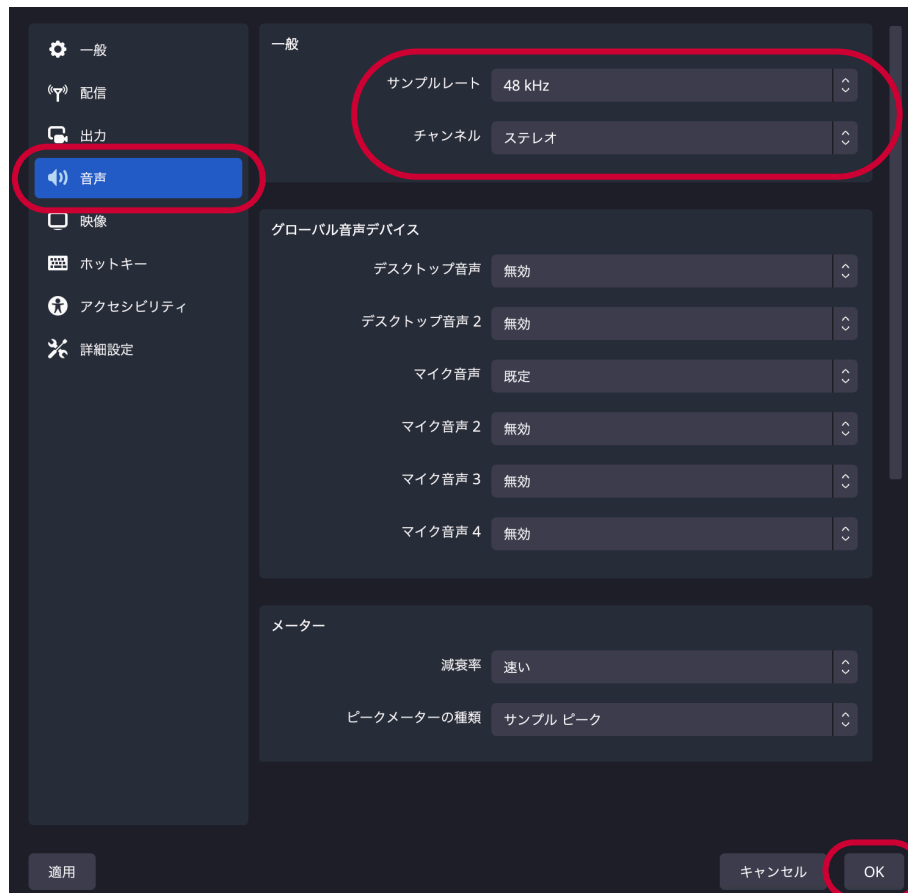 一般
配信
出力
音声
映像
ホットキー
アクセシビリティ
詳細設定
一般
サンプルレート 48 kHz
チャンネル ステレオ
グローバル音声デバイス
デスクトップ音声 無効
デスクトップ音声 2 無効
マイク音声 既定
マイク音声 2 無効
マイク音声 3 無効
マイク音声 4 無効
メーター
減衰率 速い
ピークメーターの種類 サンプル ピーク
適用 キャンセル OK